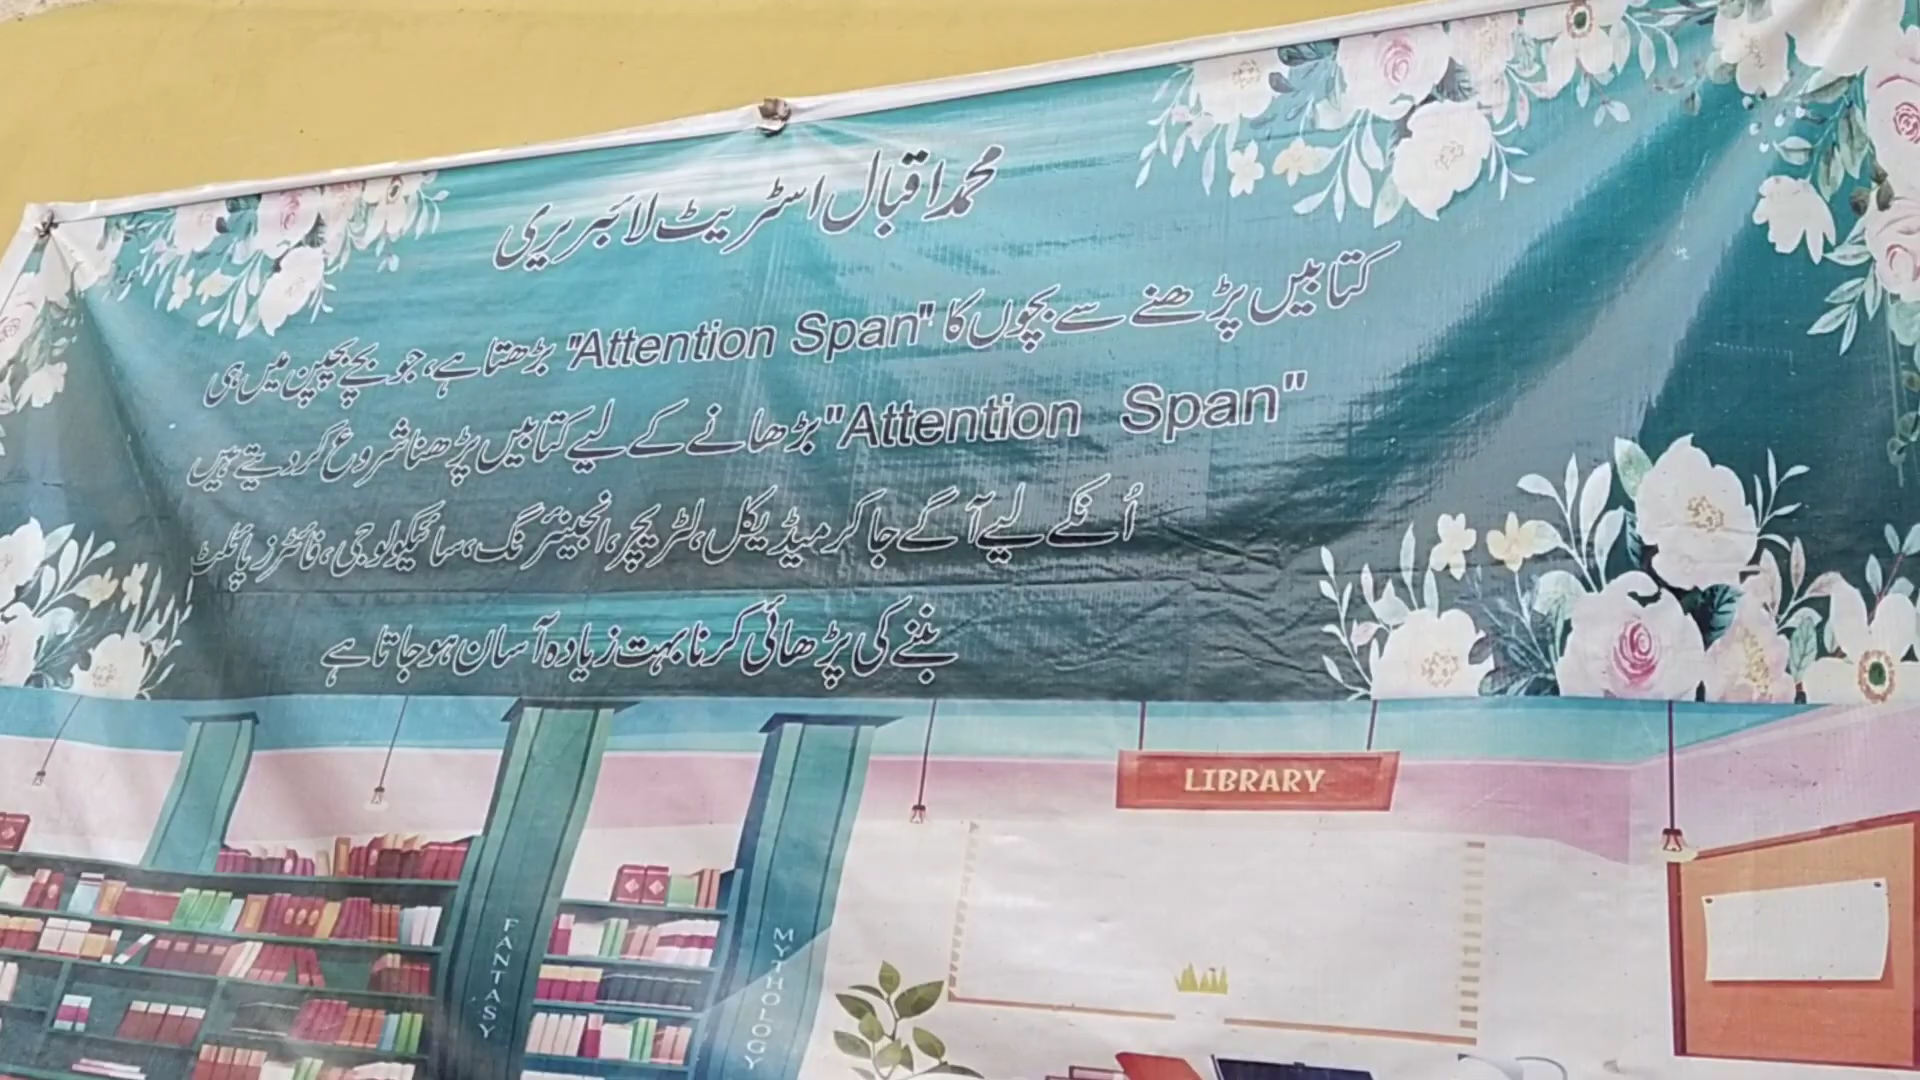 محمد اقبال اسٹریٹ لائبریری
کتابیں پڑھنے سے بچوں کا "Attention Span" بڑھتا ہے، جو بچے بچپن میں ہی
"Attention Span" بڑھانے کے لیے کتابیں پڑھنا شروع کر دیتے ہیں
اُنکے لیے آگے جا کر میڈیکل، لٹریچر، انجینئرنگ، سائیکولوجی، فائٹرز پائلٹ
بننے کی پڑھائی کرنا بہت زیادہ آسان ہو جاتا ہے
LIBRARY
FANTASY
MYTHOLOGY